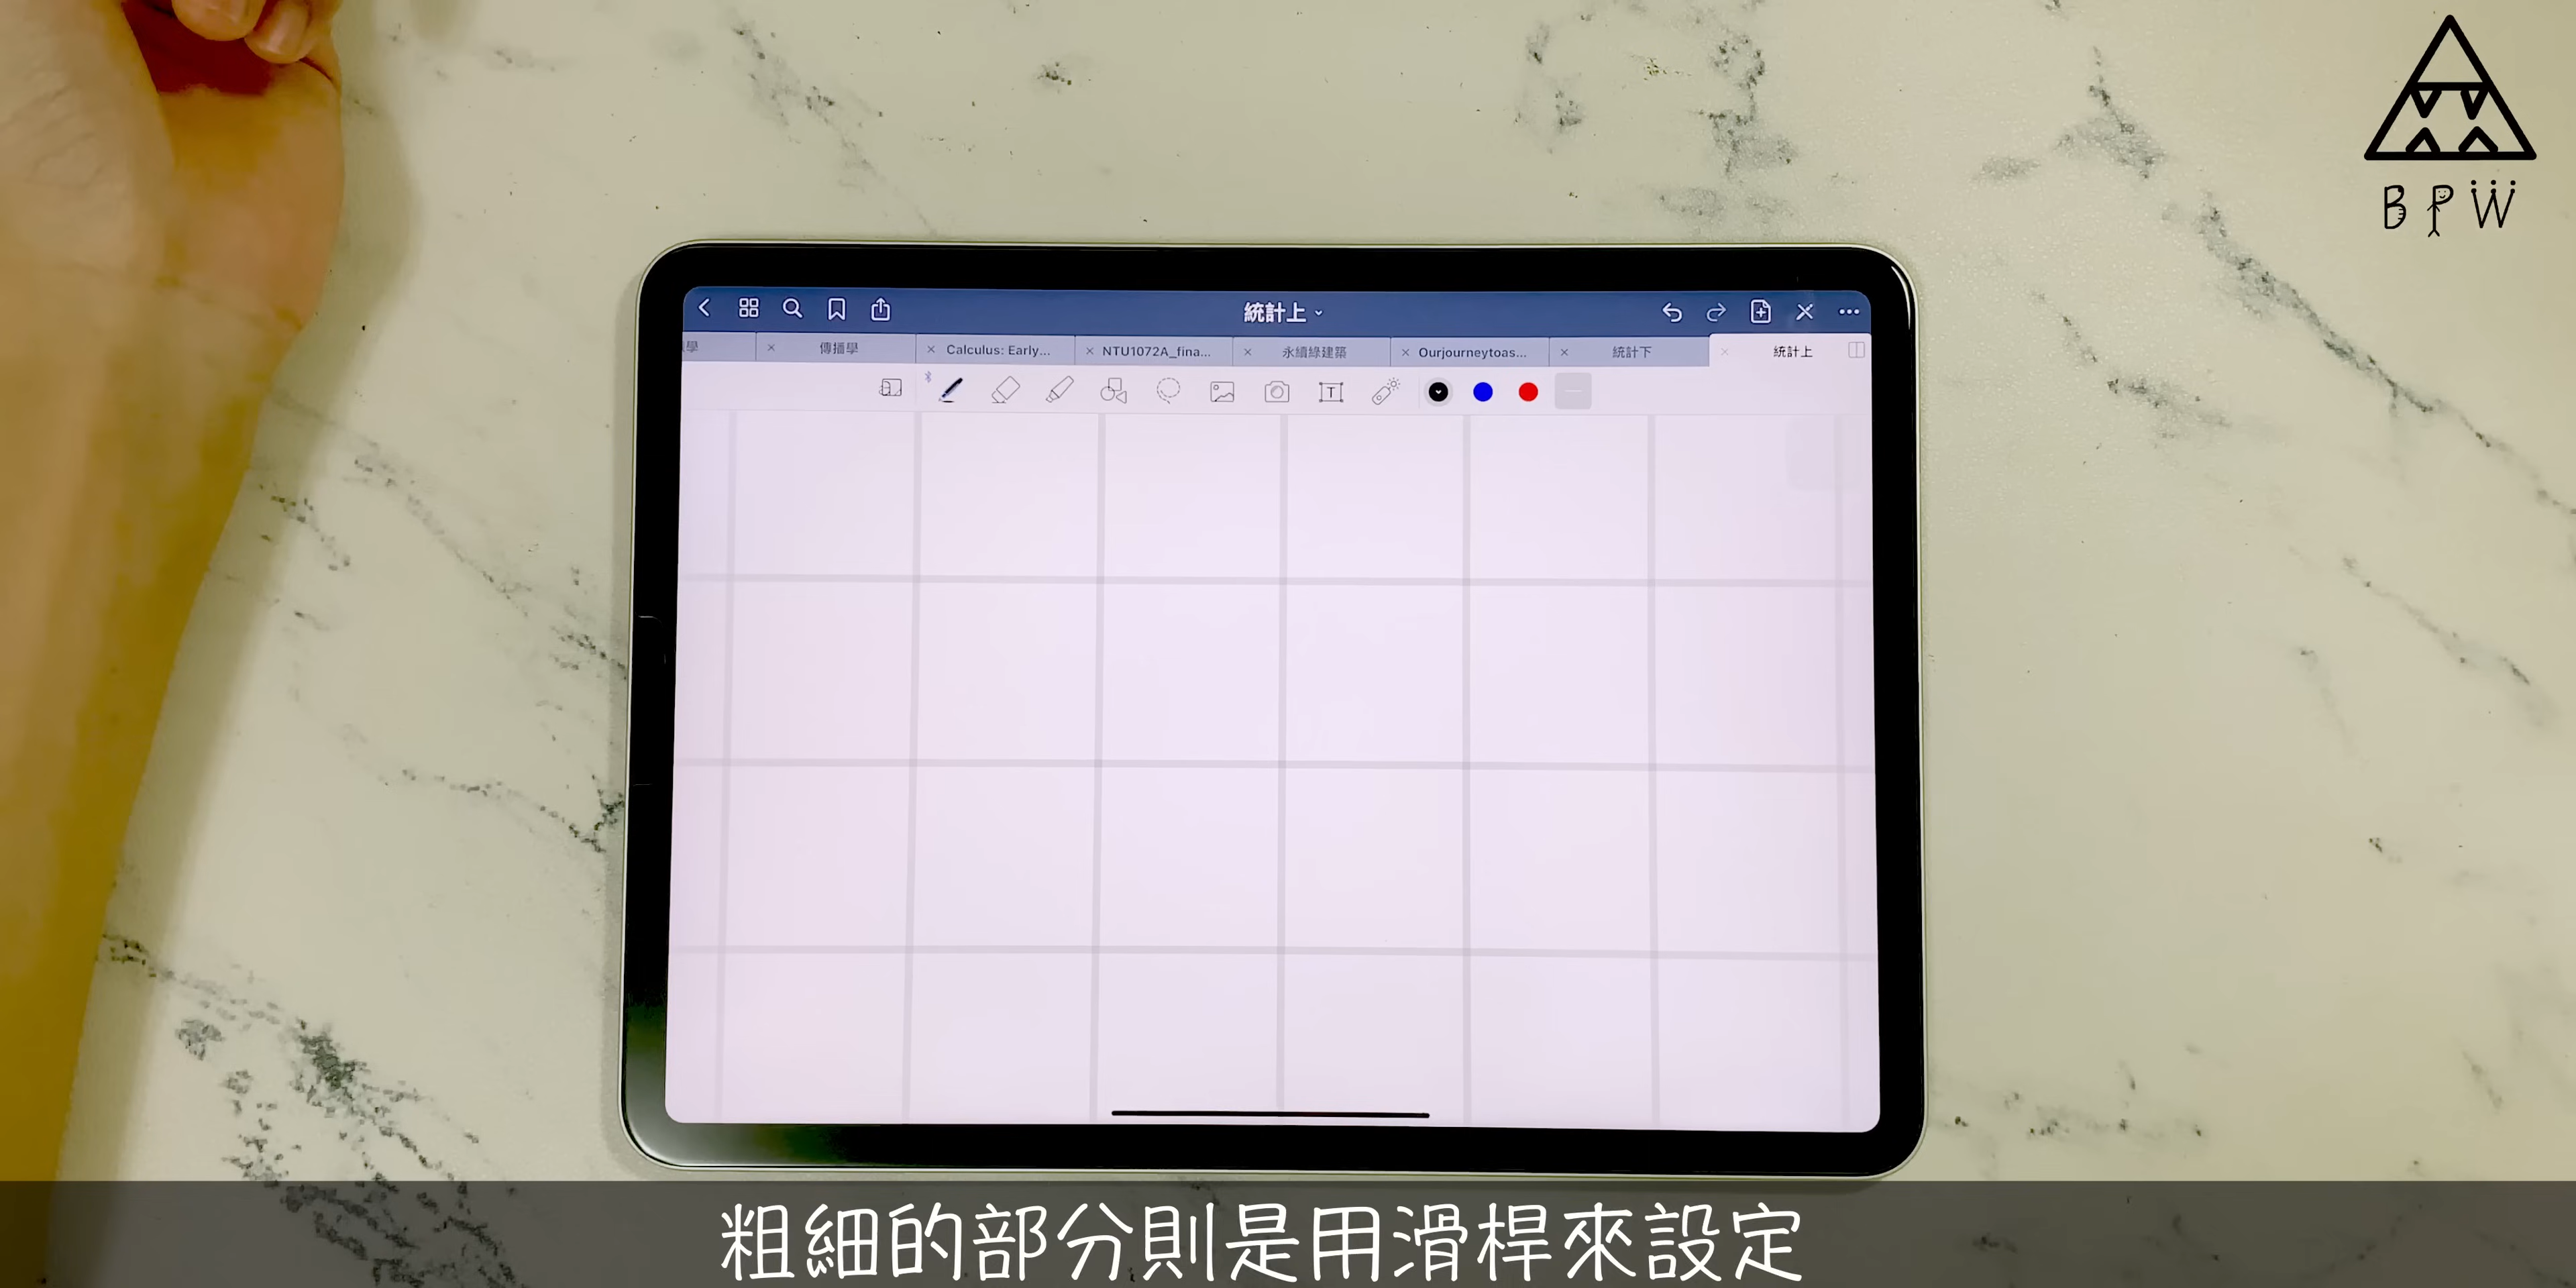 BPW
統計上
學
傳播學
Calculus: Early...
NTU1072A_fina...
永續綠建築
Ourjourneytoas...
統計下
統計上
T
粗細的部分則是用滑桿來設定